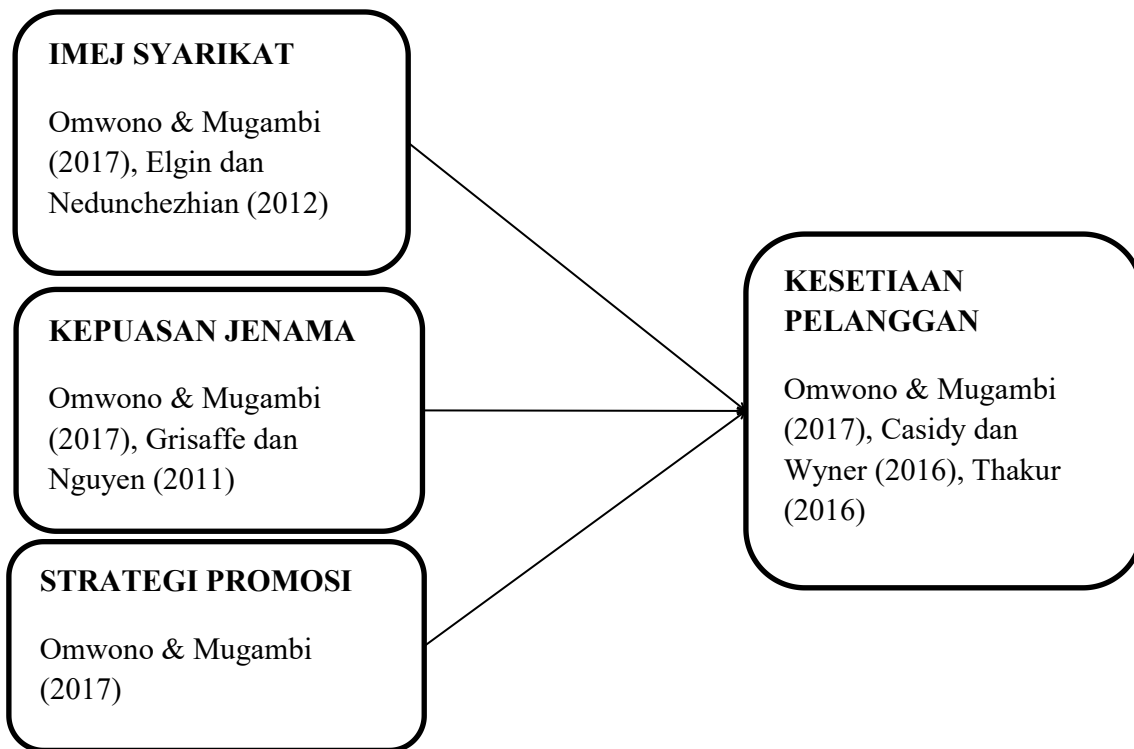 IMEJ SYARIKAT
Omwono & Mugambi
(2017), Elgin dan
Nedunchezhian (2012)
KEPUASAN JENAMA
Omwono & Mugambi
(2017), Grisaffe dan
Nguyen (2011)
STRATEGI PROMOSI
Omwono & Mugambi
(2017)
KESETIAAN
PELANGGAN
Omwono & Mugambi
(2017), Casidy dan
Wyner (2016), Thakur
(2016)